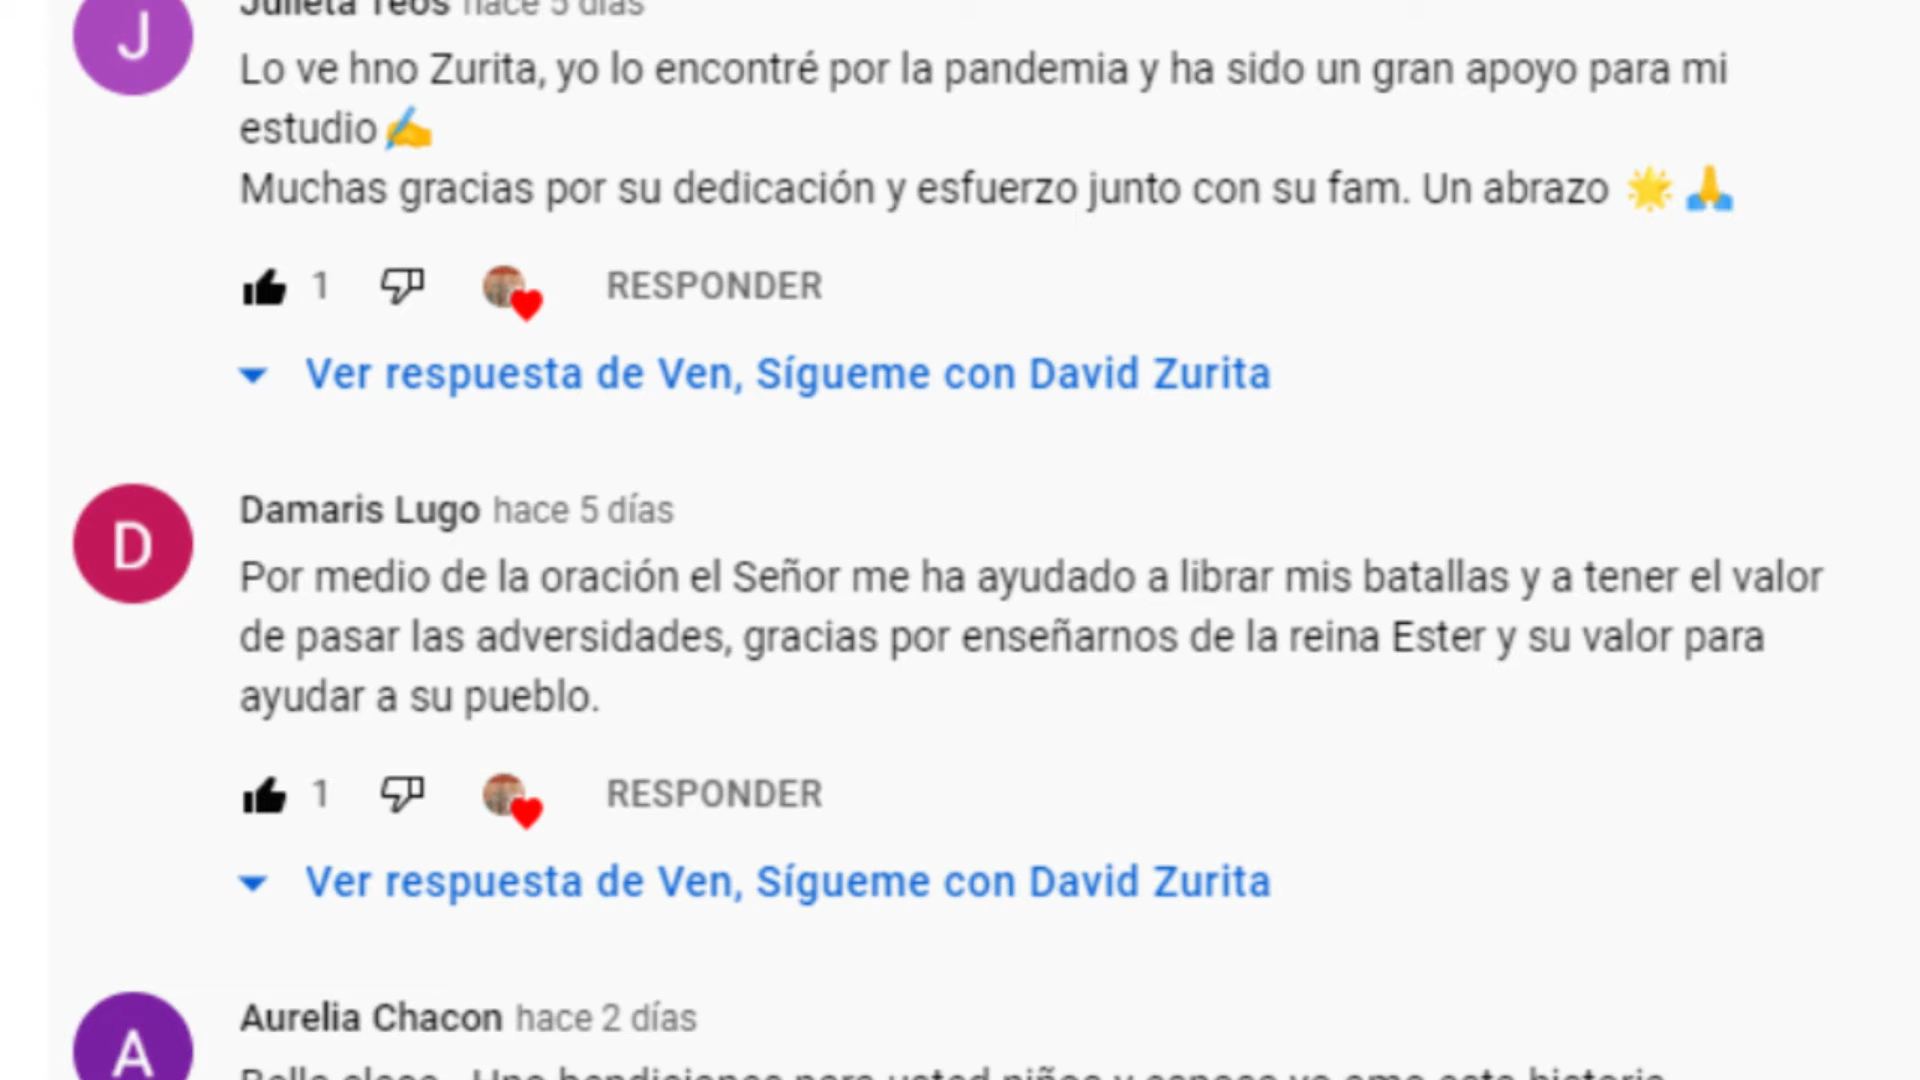 J
Julieta Teos hace 5 días
Lo ve hno Zurita, yo lo encontré por la pandemia y ha sido un gran apoyo para mi
estudio✍
Muchas gracias por su dedicación y esfuerzo junto con su fam. Un abrazo 🌟🙏
1 RESPONDER
Ver respuesta de Ven, Sígueme con David Zurita
D
Damaris Lugo hace 5 días
Por medio de la oración el Señor me ha ayudado a librar mis batallas y a tener el valor
de pasar las adversidades, gracias por enseñarnos de la reina Ester y su valor para
ayudar a su pueblo.
1 RESPONDER
Ver respuesta de Ven, Sígueme con David Zurita
A
Aurelia Chacon hace 2 días